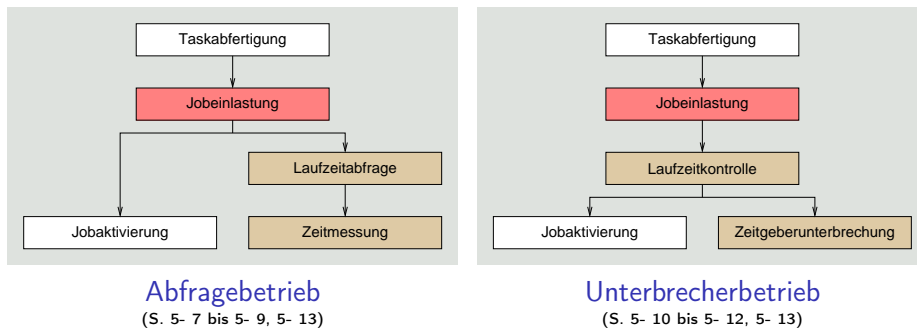 Taskabfertigung
Jobeinlastung
Laufzeitabfrage
Jobaktivierung
Zeitmessung
Abfragebetrieb
(S. 5- 7 bis 5- 9, 5- 13)
Taskabfertigung
Jobeinlastung
Laufzeitkontrolle
Jobaktivierung
Zeitgeberunterbrechung
Unterbrecherbetrieb
(S. 5- 10 bis 5- 12, 5- 13)